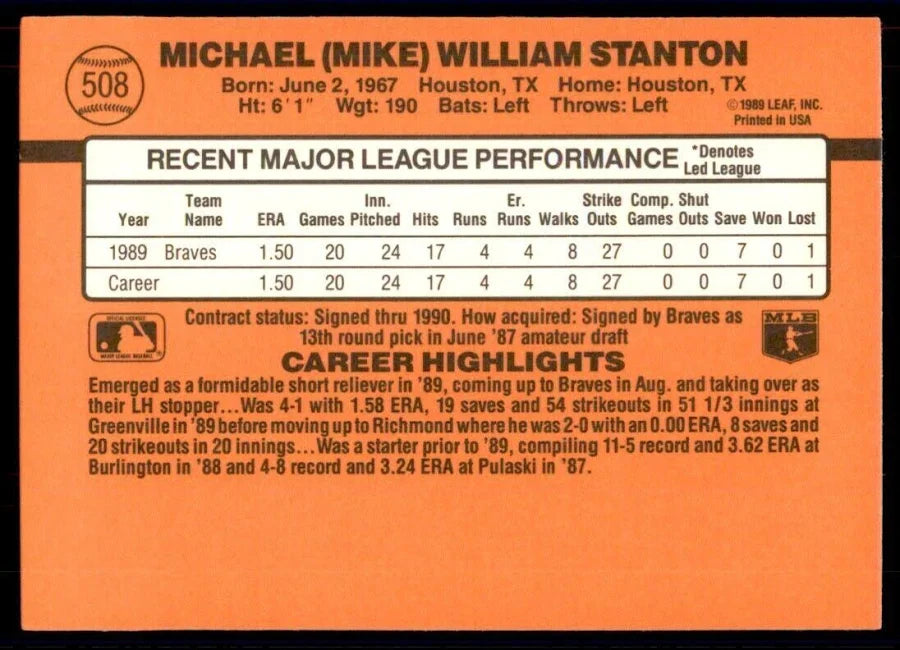 508
MICHAEL (MIKE) WILLIAM STANTON
Born: June 2, 1967 Houston, TX Home: Houston, TX
Ht: 6'1" Wgt: 190 Bats: Left Throws: Left
©1989 LEAF, INC.
Printed in USA
RECENT MAJOR LEAGUE PERFORMANCE *Denotes
Led League
Year Team Name ERA Games Inn. Pitched Hits Runs Er. Runs Walks Strike Outs Comp. Games Shut Outs Save Won Lost
1989 Braves 1.50 20 24 17 4 4 8 27 0 0 7 0 1
Career 1.50 20 24 17 4 4 8 27 0 0 7 0 1
OFFICIAL LICENSEE
MAJOR LEAGUE BASEBALL
Contract status: Signed thru 1990. How acquired: Signed by Braves as
13th round pick in June '87 amateur draft
MLB
CAREER HIGHLIGHTS
Emerged as a formidable short reliever in '89, coming up to Braves in Aug. and taking over as
their LH stopper...Was 4-1 with 1.58 ERA, 19 saves and 54 strikeouts in 51 1/3 innings at
Greenville in '89 before moving up to Richmond where he was 2-0 with an 0.00 ERA, 8 saves and
20 strikeouts in 20 innings...Was a starter prior to '89, compiling 11-5 record and 3.62 ERA at
Burlington in '88 and 4-8 record and 3.24 ERA at Pulaski in '87.